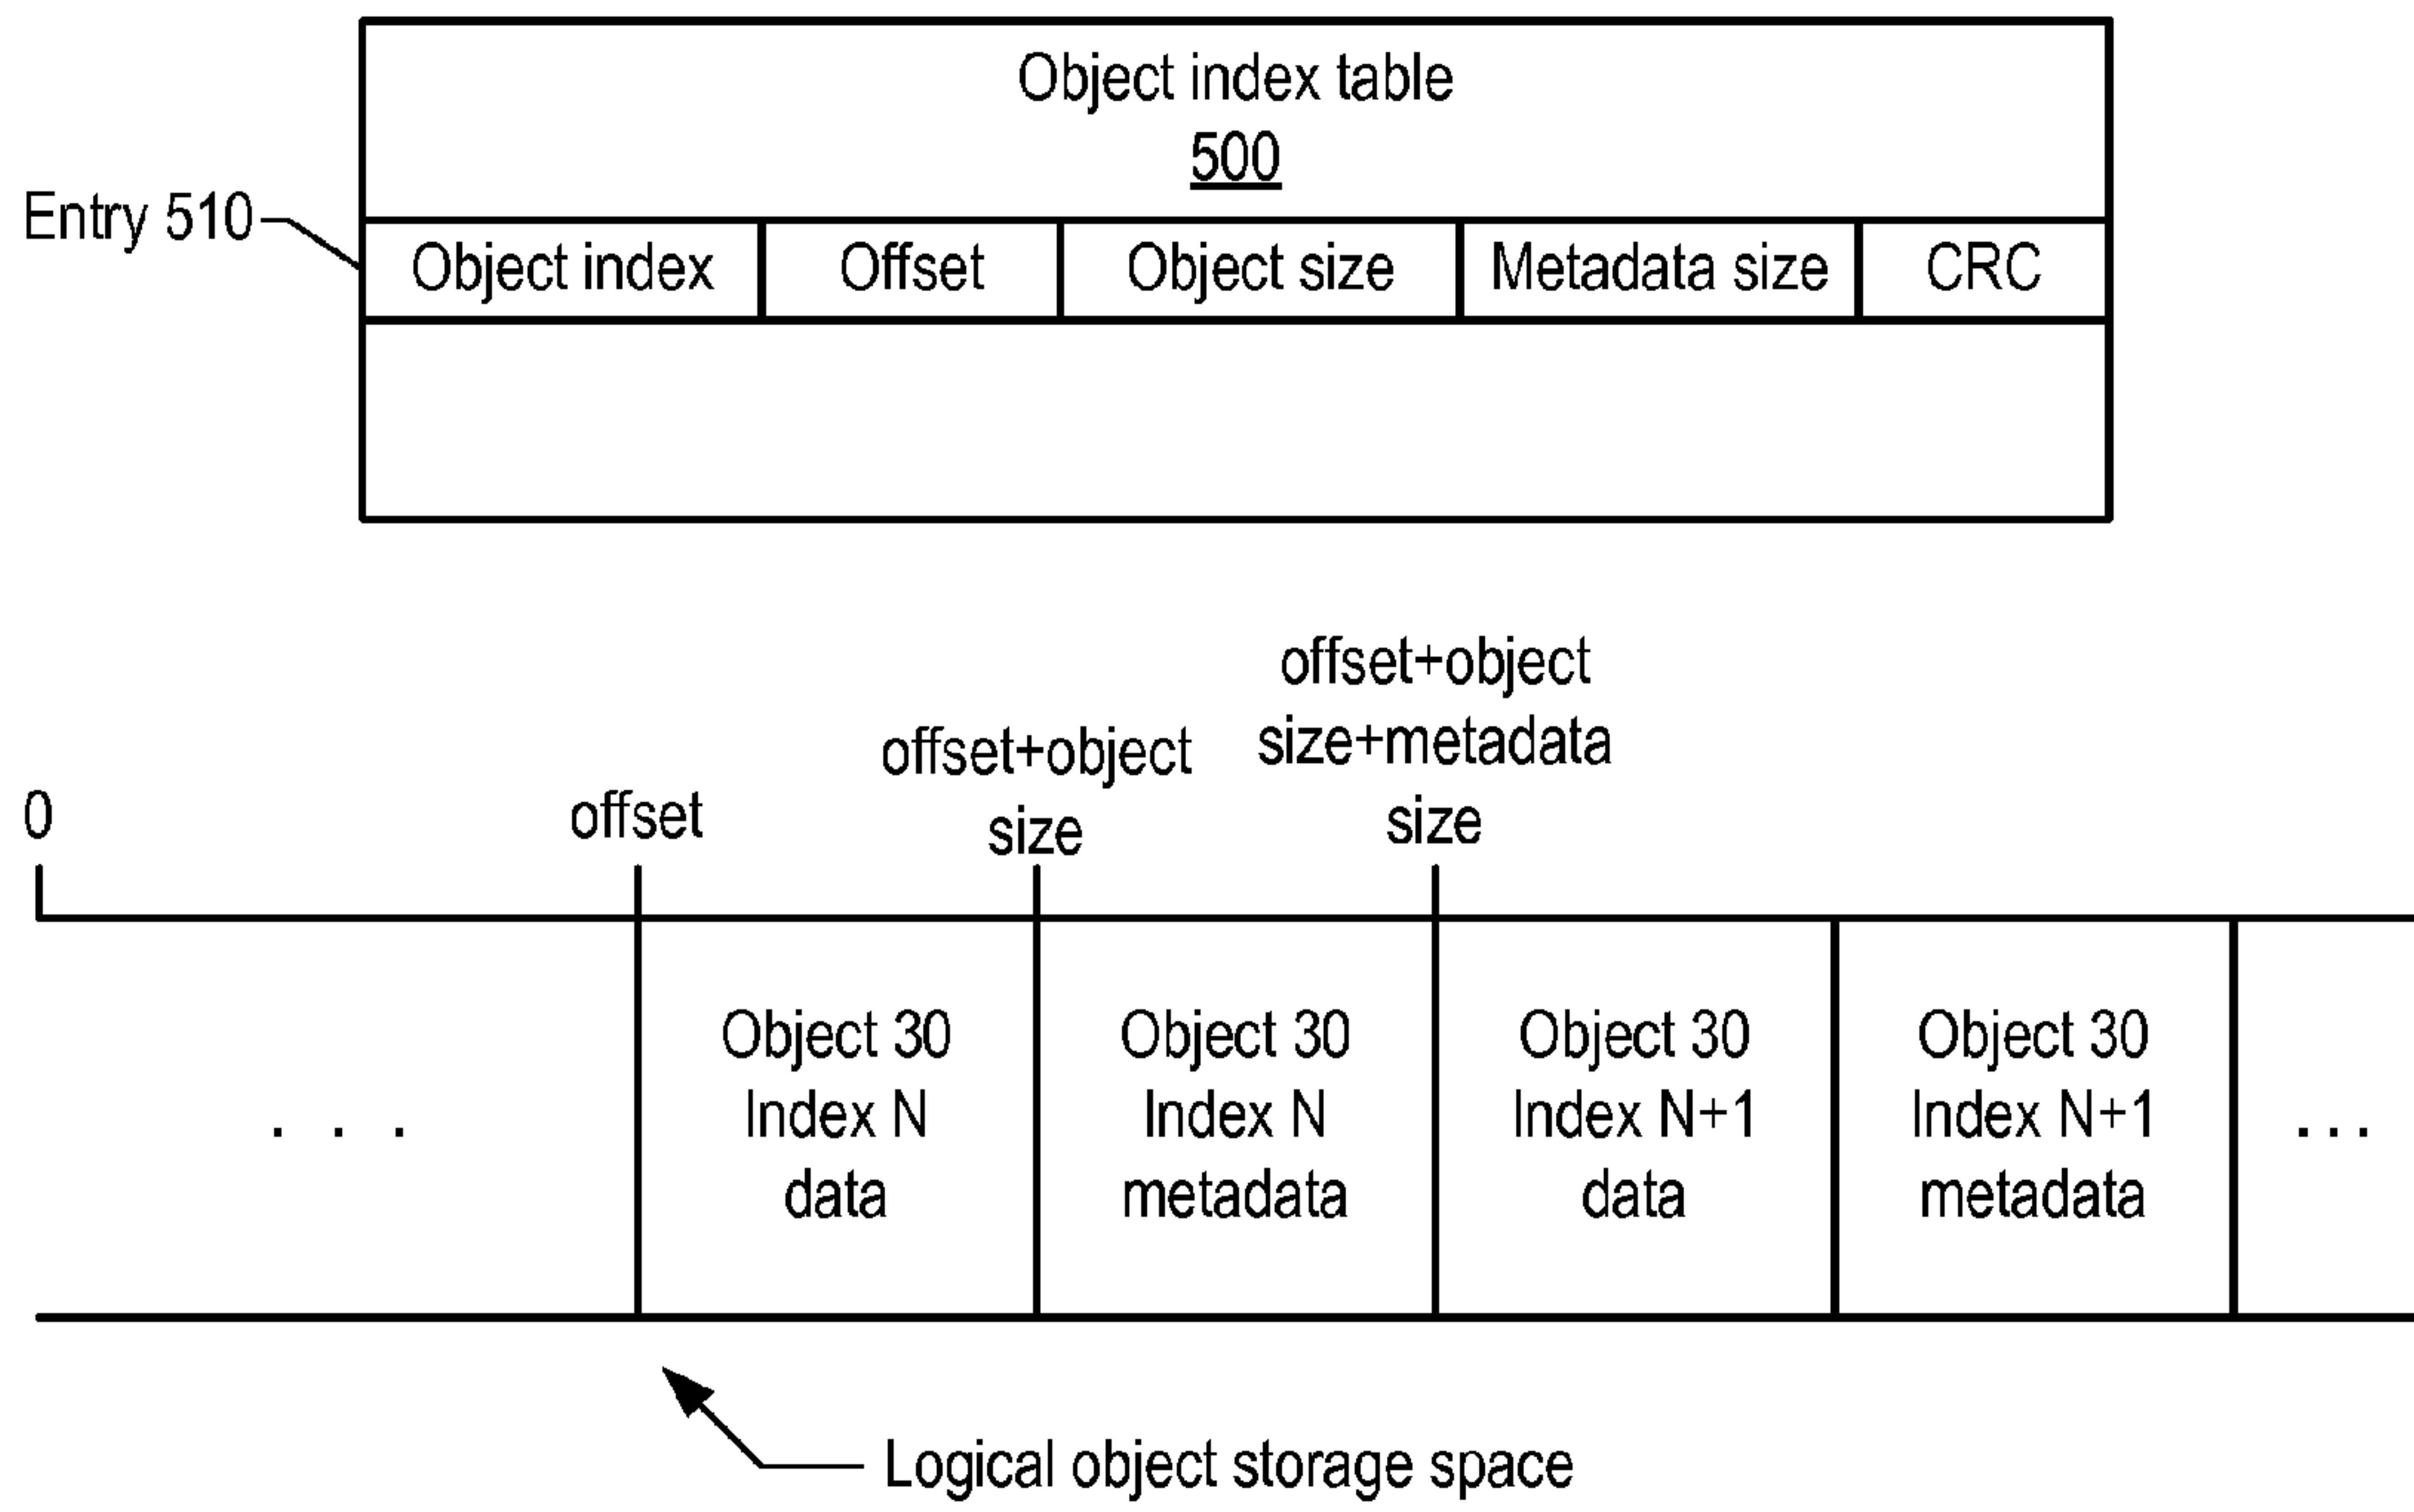 Object index table
500
Entry 510
Object index Offset Object size Metadata size CRC
0
offset
offset+object
size
offset+object
size+metadata
size
. . .
Object 30
Index N
data
Object 30
Index N
metadata
Object 30
Index N+1
data
Object 30
Index N+1
metadata
...
Logical object storage space